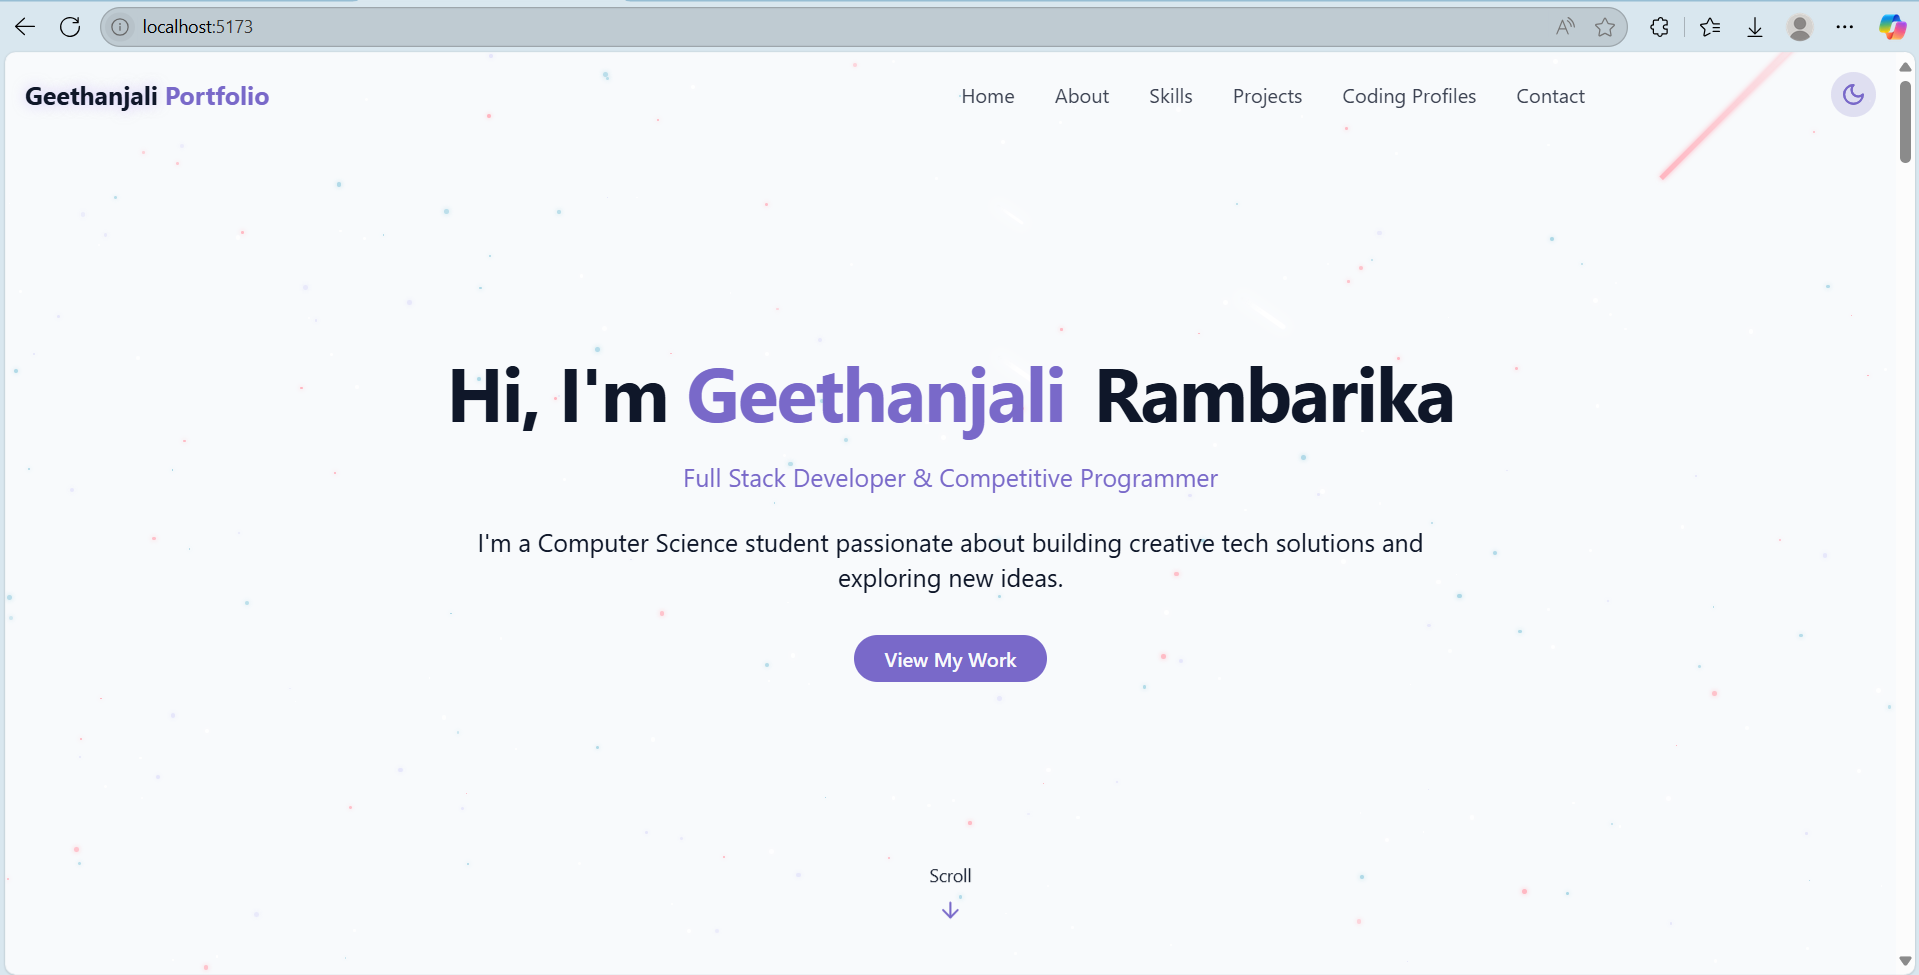 localhost:5173
Geethanjali Portfolio
Home About Skills Projects Coding Profiles Contact
Hi, I'm Geethanjali Rambarika
Full Stack Developer & Competitive Programmer
I'm a Computer Science student passionate about building creative tech solutions and
exploring new ideas.
View My Work
Scroll